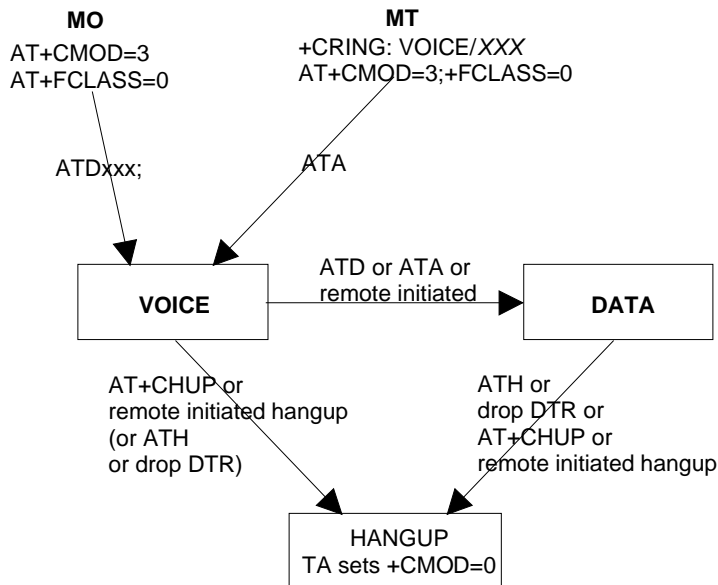 MO
AT+CMOD=3
AT+FCLASS=0
MT
+CRING: VOICE/XXX
AT+CMOD=3;+FCLASS=0
ATDxxx;
ATA
VOICE
ATD or ATA or
remote initiated
DATA
AT+CHUP or
remote initiated hangup
(or ATH
or drop DTR)
ATH or
drop DTR or
AT+CHUP or
remote initiated hangup
HANGUP
TA sets +CMOD=0